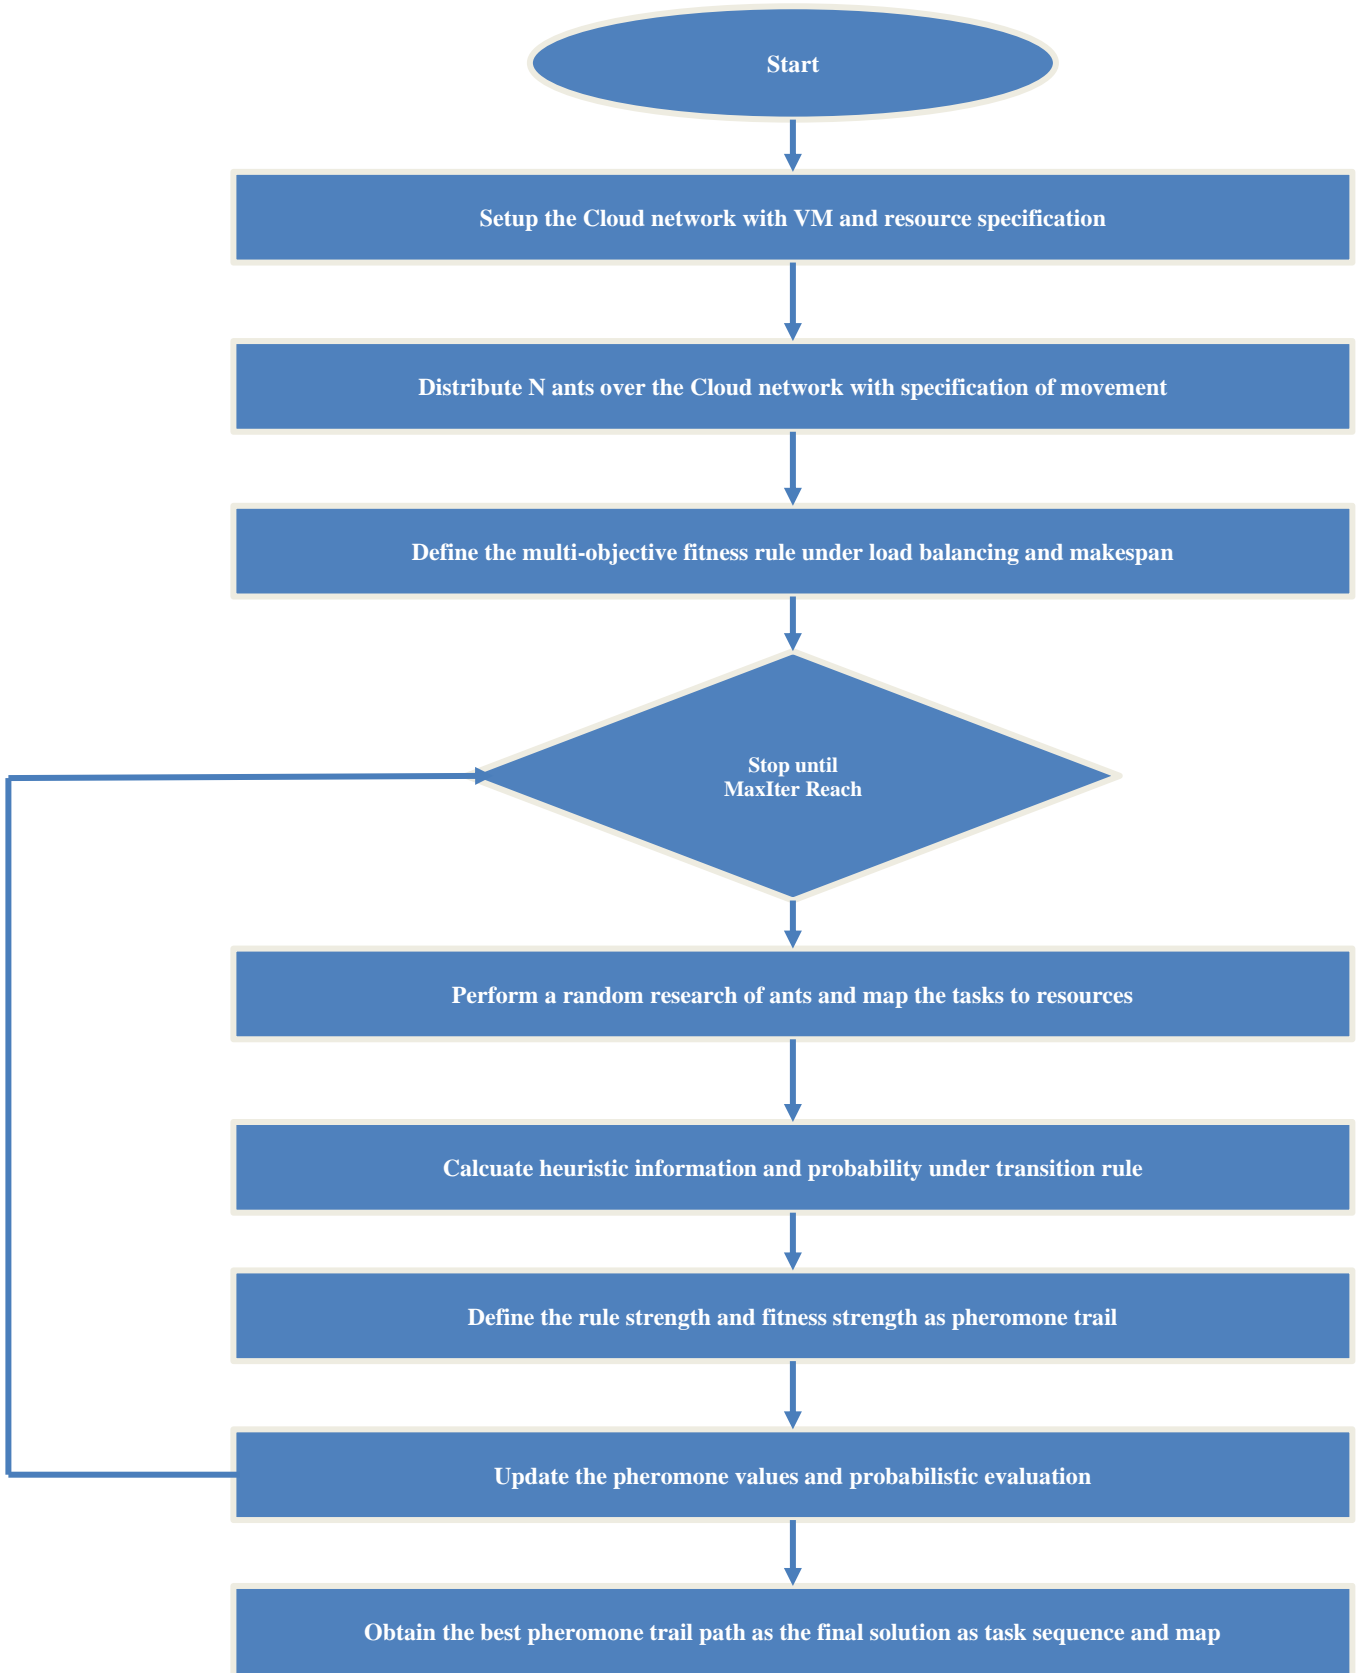 Start
Setup the Cloud network with VM and resource specification
Distribute N ants over the Cloud network with specification of movement
Define the multi-objective fitness rule under load balancing and makespan
Stop until
MaxIter Reach
Perform a random research of ants and map the tasks to resources
Calcuate heuristic information and probability under transition rule
Define the rule strength and fitness strength as pheromone trail
Update the pheromone values and probabilistic evaluation
Obtain the best pheromone trail path as the final solution as task sequence and map